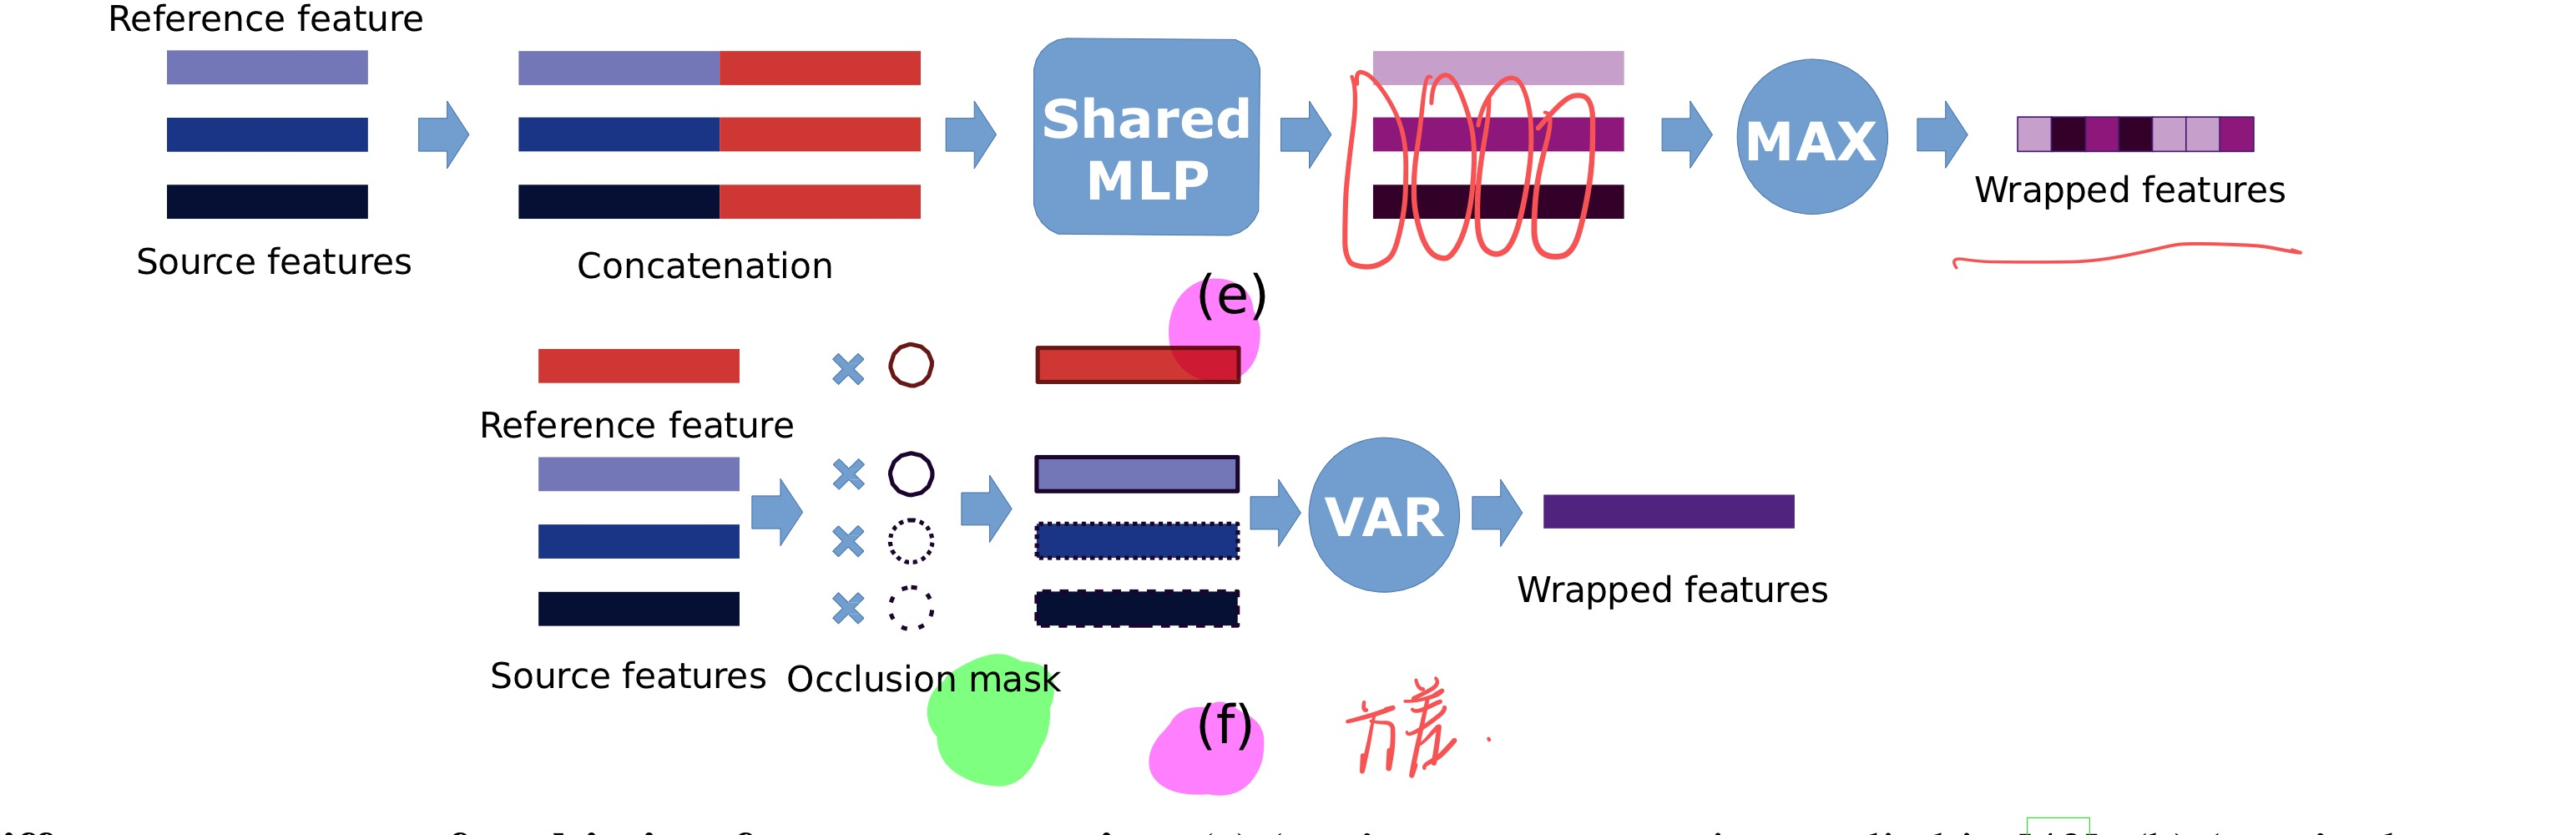 Reference feature
Source features
Concatenation
Shared
MLP
MAX
Wrapped features
(e)
Reference feature
Source features
Occlusion mask
VAR
Wrapped features
(f)
方差